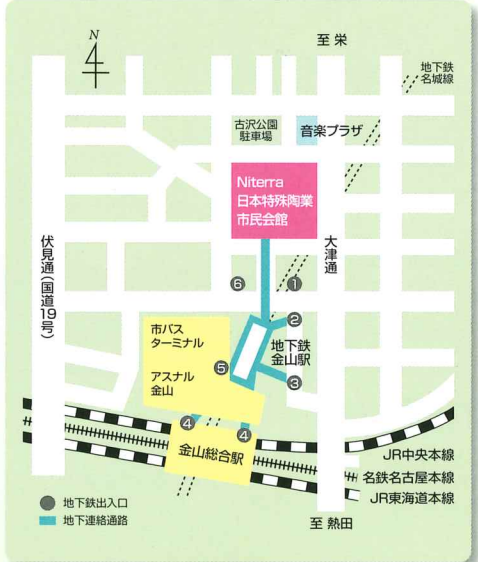 N
至 栄
地下鉄
名城線
古沢公園
駐車場
音楽プラザ
Niterra
日本特殊陶業
市民会館
伏見通(国道19号)
大津通
6
1
2
市バス
ターミナル
地下鉄
金山駅
5
3
アスナル
金山
4
4
金山総合駅
JR中央本線
名鉄名古屋本線
JR東海道本線
地下鉄出入口
地下連絡通路
至 熱田